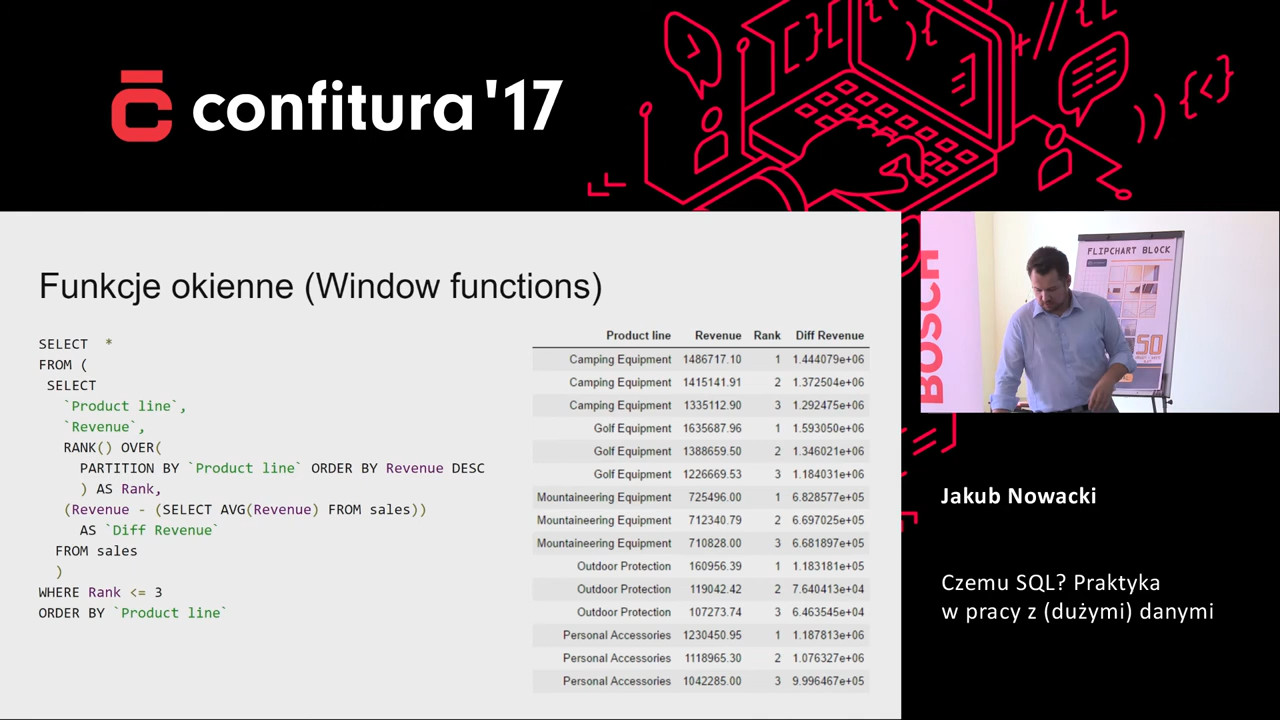 confitura '17
Funkcje okienne (Window functions)
SELECT *
FROM (
SELECT
`Product line`,
`Revenue`,
RANK() OVER(
PARTITION BY `Product line` ORDER BY Revenue DESC
) AS Rank,
(Revenue - (SELECT AVG(Revenue) FROM sales))
AS `Diff Revenue`
FROM sales
)
WHERE Rank <= 3
ORDER BY `Product line`
Product line Revenue Rank Diff Revenue
Camping Equipment 1486717.10 1 1.444079e+06
Camping Equipment 1415141.91 2 1.372504e+06
Camping Equipment 1335112.90 3 1.292475e+06
Golf Equipment 1635687.96 1 1.593050e+06
Golf Equipment 1388659.50 2 1.346021e+06
Golf Equipment 1226669.53 3 1.184031e+06
Mountaineering Equipment 725496.00 1 6.828577e+05
Mountaineering Equipment 712340.79 2 6.697025e+05
Mountaineering Equipment 710828.00 3 6.681897e+05
Outdoor Protection 160956.39 1 1.183181e+05
Outdoor Protection 119042.42 2 7.640413e+04
Outdoor Protection 107273.74 3 6.463545e+04
Personal Accessories 1230450.95 1 1.187813e+06
Personal Accessories 1118965.30 2 1.076327e+06
Personal Accessories 1042285.00 3 9.996467e+05
BOSCH
FLIPCHART BLOCK
50
Jakub Nowacki
Czemu SQL? Praktyka
w pracy z (dużymi) danymi